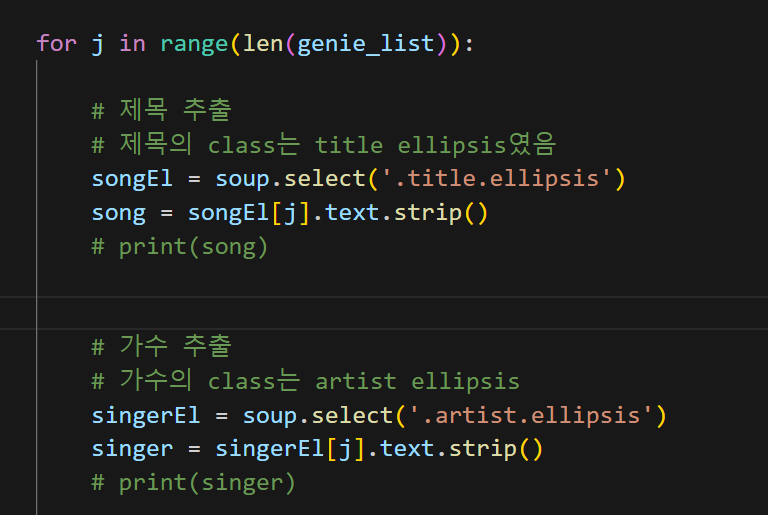 for j in range(len(genie_list)):
# 제목 추출
# 제목의 class는 title ellipsis였음
songEl = soup.select('.title.ellipsis')
song = songEl[j].text.strip()
# print(song)
# 가수 추출
# 가수의 class는 artist ellipsis
singerEl = soup.select('.artist.ellipsis')
singer = singerEl[j].text.strip()
# print(singer)